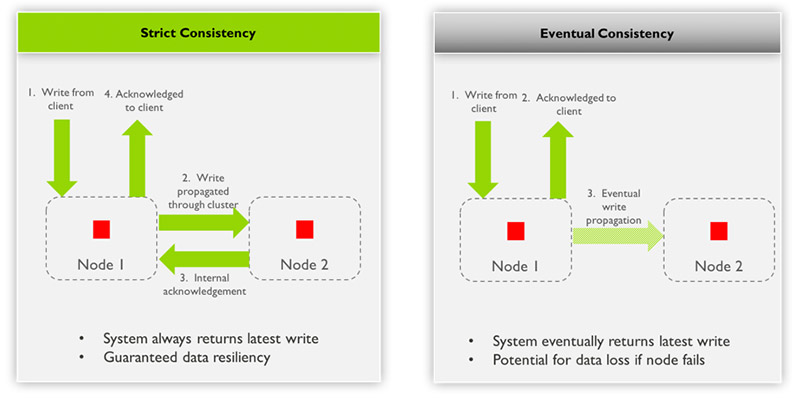 Strict Consistency
1. Write from
client
4. Acknowledged
to client
2. Write
propagated
through cluster
Node 1
Node 2
3. Internal
acknowledgement
• System always returns latest write
• Guaranteed data resiliency
Eventual Consistency
1. Write from
client
2. Acknowledged to
client
3. Eventual
write
propagation
Node 1
Node 2
• System eventually returns latest write
• Potential for data loss if node fails